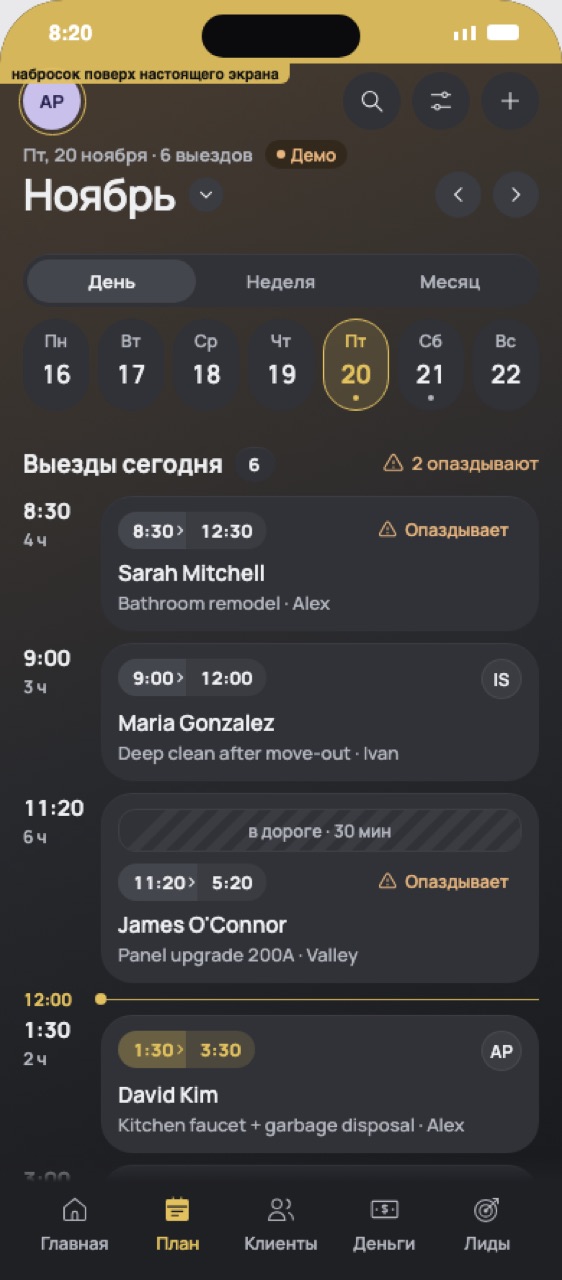 8:20
набросок поверх настоящего экрана
AP
Пт, 20 ноября · 6 выездов
Демо
Ноябрь
День Неделя Месяц
Пн Вт Ср Чт Пт Сб Вс
16 17 18 19 20 21 22
Выезды сегодня 6 2 опаздывают
8:30
4 ч
8:30 › 12:30 Опаздывает
Sarah Mitchell
Bathroom remodel · Alex
9:00
3 ч
9:00 › 12:00 IS
Maria Gonzalez
Deep clean after move-out · Ivan
11:20
6 ч
в дороге · 30 мин
11:20 › 5:20 Опаздывает
James O'Connor
Panel upgrade 200A · Valley
12:00
1:30
2 ч
1:30 › 3:30 AP
David Kim
Kitchen faucet + garbage disposal · Alex
3:00
Главная План Клиенты Деньги Лиды